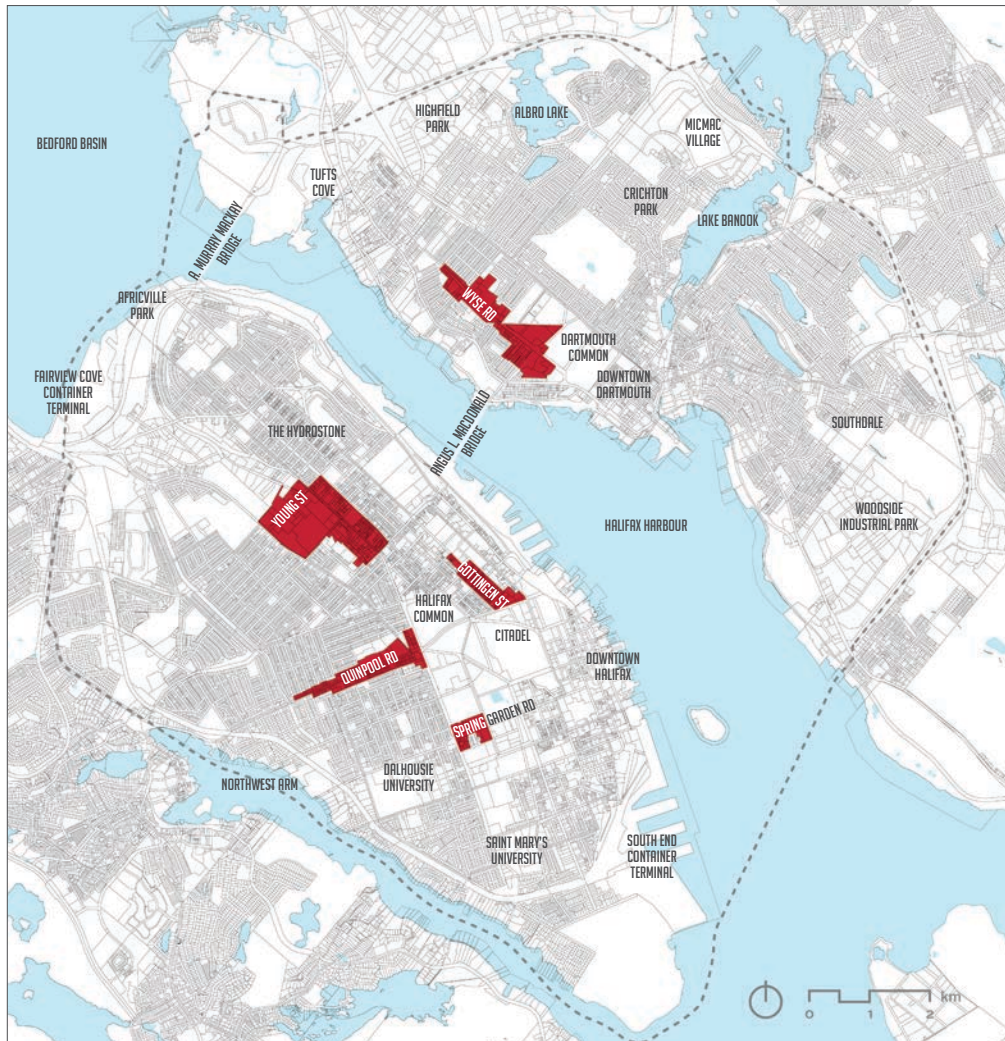 HIGHFIELD
PARK
ALBRO LAKE
MICMAC
VILLAGE
BEDFORD BASIN
TUFTS
COVE
CRICHTON
PARK
LAKE BANOOK
A. MURRAY MACKAY
BRIDGE
AFRICVILLE
PARK
WYSE RD
DARTMOUTH
COMMON
DOWNTOWN
DARTMOUTH
FAIRVIEW COVE
CONTAINER
TERMINAL
THE HYDROSTONE
ANGUS L. MACDONALD
BRIDGE
SOUTHDALE
YOUNG ST
HALIFAX HARBOUR
WOODSIDE
INDUSTRIAL PARK
GOTTINGEN ST
HALIFAX
COMMON
CITADEL
QUINPOOL RD
DOWNTOWN
HALIFAX
SPRING GARDEN RD
DALHOUSIE
UNIVERSITY
NORTHWEST ARM
SAINT MARY'S
UNIVERSITY
SOUTH END
CONTAINER
TERMINAL
km
0 1 2